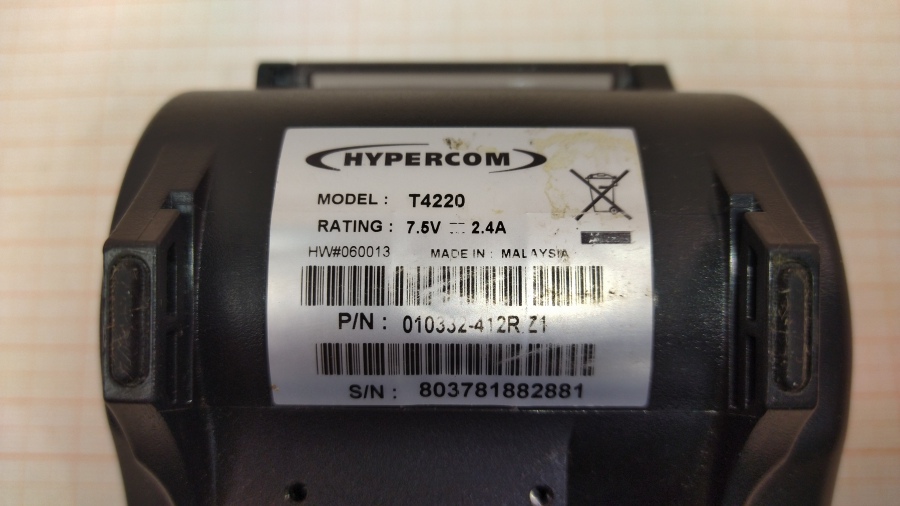 HYPERCOM
MODEL : T4220
RATING : 7.5V ⎓ 2.4A
HW#060013 MADE IN : MALAYSIA
P/N : 010332-412R Z1
S/N : 803781882881